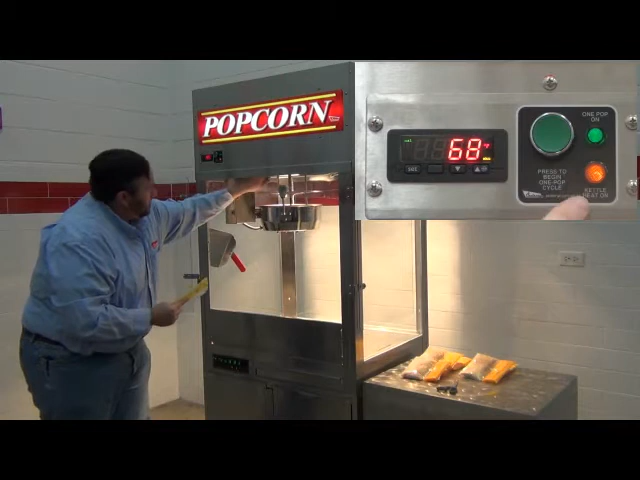 POPCORN
68 °F
ONE POP
ON
PRESS TO
BEGIN
ONE-POP
CYCLE
KETTLE
HEAT ON